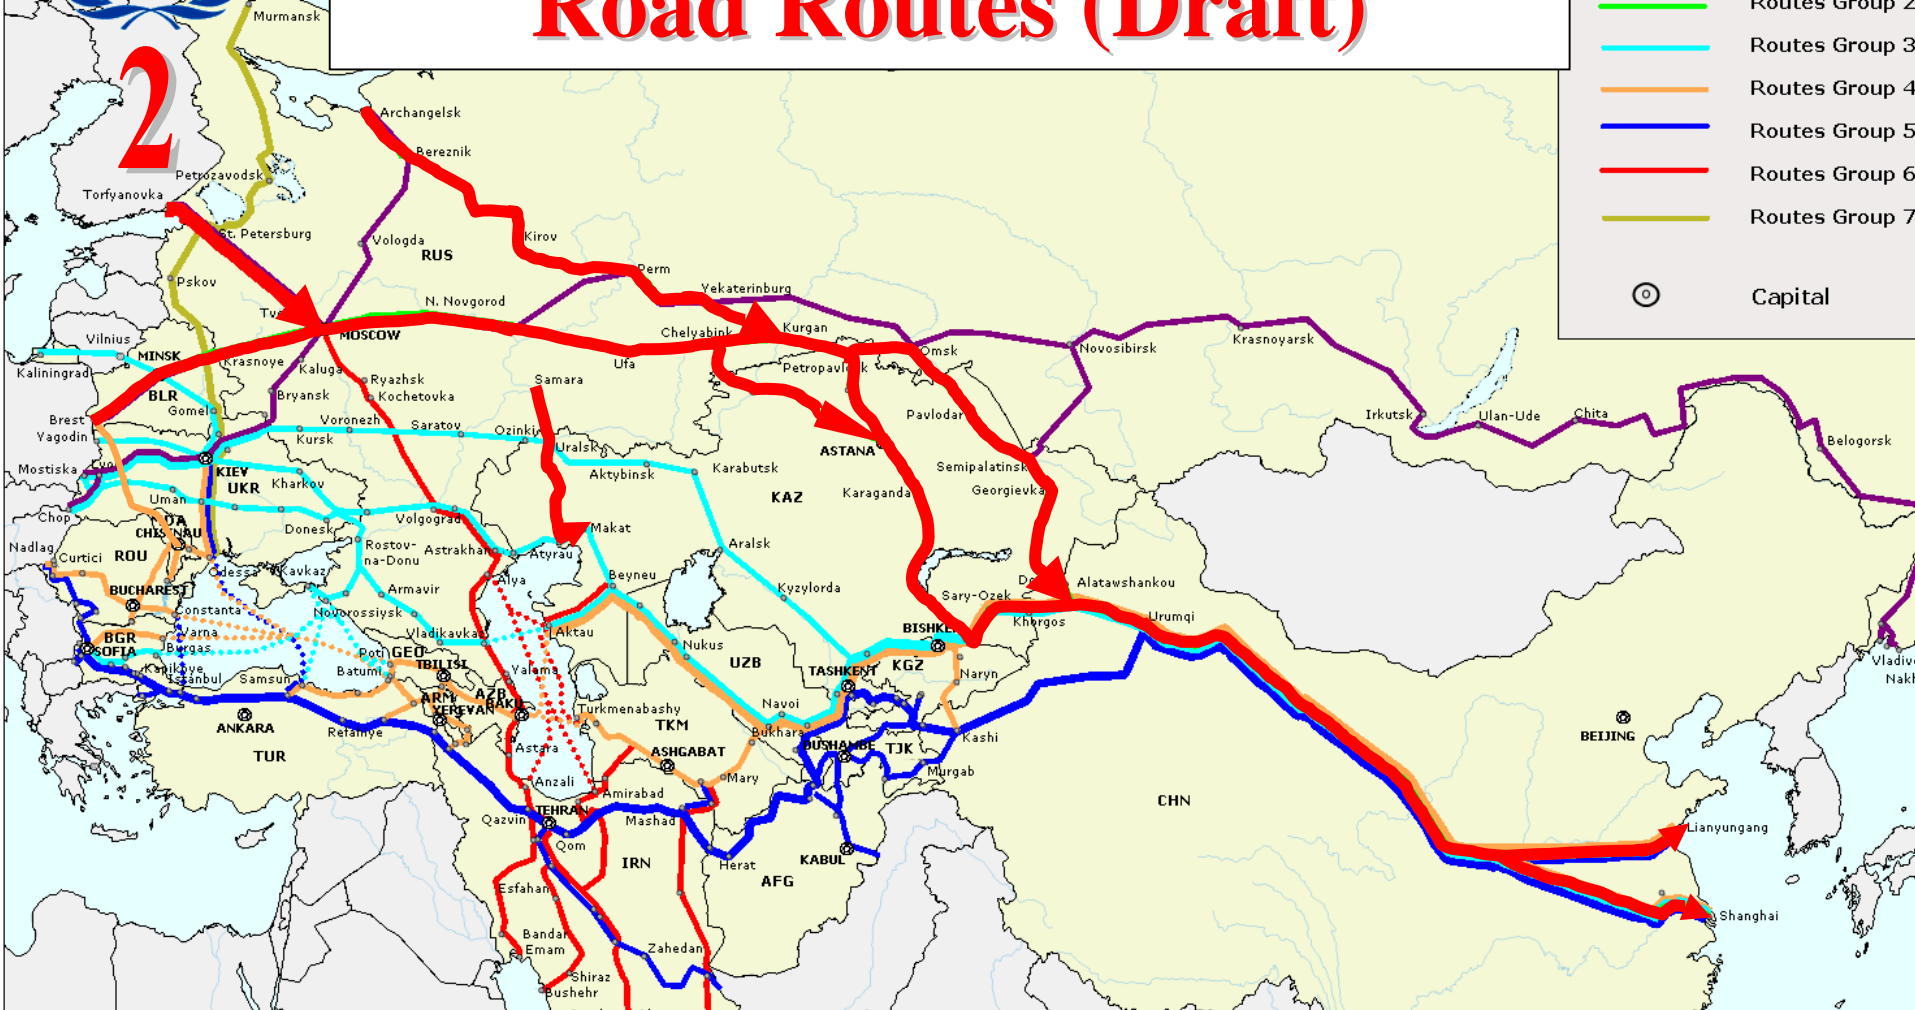 Road Routes (Draft)
2
Routes Group 2
Routes Group 3
Routes Group 4
Routes Group 5
Routes Group 6
Routes Group 7
Capital
Murmansk
Archangelsk
Bereznik
Petrozavodsk
Torfyanovka
St. Petersburg
Kirov
Vologda
RUS
Perm
Pskov
Yekaterinburg
N. Novgorod
MOSCOW
Chelyabink
Kurgan
Krasnoyarsk
Vilnius
MINSK
Krasnoye
Kaluga
Ufa
Omsk
Novosibirsk
Kaliningrad
Petropavlovsk
Ryazhsk
Samara
BLR
Bryansk
Kochetovka
Gomel
Pavlodar
Irkutsk
Ulan-Ude
Chita
Brest
Voronezh
Saratov
Ozinki
Yagodin
Kursk
Uralsk
ASTANA
Belogorsk
Mostiska
KIEV
Aktybinsk
Karabutsk
Semipalatinsk
UKR
Kharkov
KAZ
Karaganda
Georgievka
Uman
Chop
Volgograd
Donesk
Makat
Nadlag
Curtici
ROU
Rostov-
na-Donu
Astrakhan
Atyrau
Aralsk
Odessa
Kavkaz
Alya
Beyneu
Alatawshankou
BUCHAREST
Armavir
Kyzylorda
Sary-Ozek
Constanta
Novorossiysk
Khorgos
Urumqi
Varna
Vladikavkaz
Aktau
BGR
SOFIA
Burgas
Poti
GEO
Nukus
UZB
KGZ
Kapikoye
Istanbul
Samsun
Batumi
TBILISI
Yalama
TASHKENT
Naryn
ARM
AZB
BAKU
YEREVAN
Turkmenabashy
Navoi
ANKARA
Refahiye
TKM
Bukhara
Kashi
BEIJING
TUR
Astara
ASHGABAT
DUSHANBE
TJK
Anzali
Mary
Murgab
Amirabad
TEHRAN
Qazvin
Mashad
CHN
Lianyungang
Qom
IRN
Herat
KABUL
AFG
Esfahan
Shanghai
Bandar
Emam
Zahedan
Shiraz
Bushehr